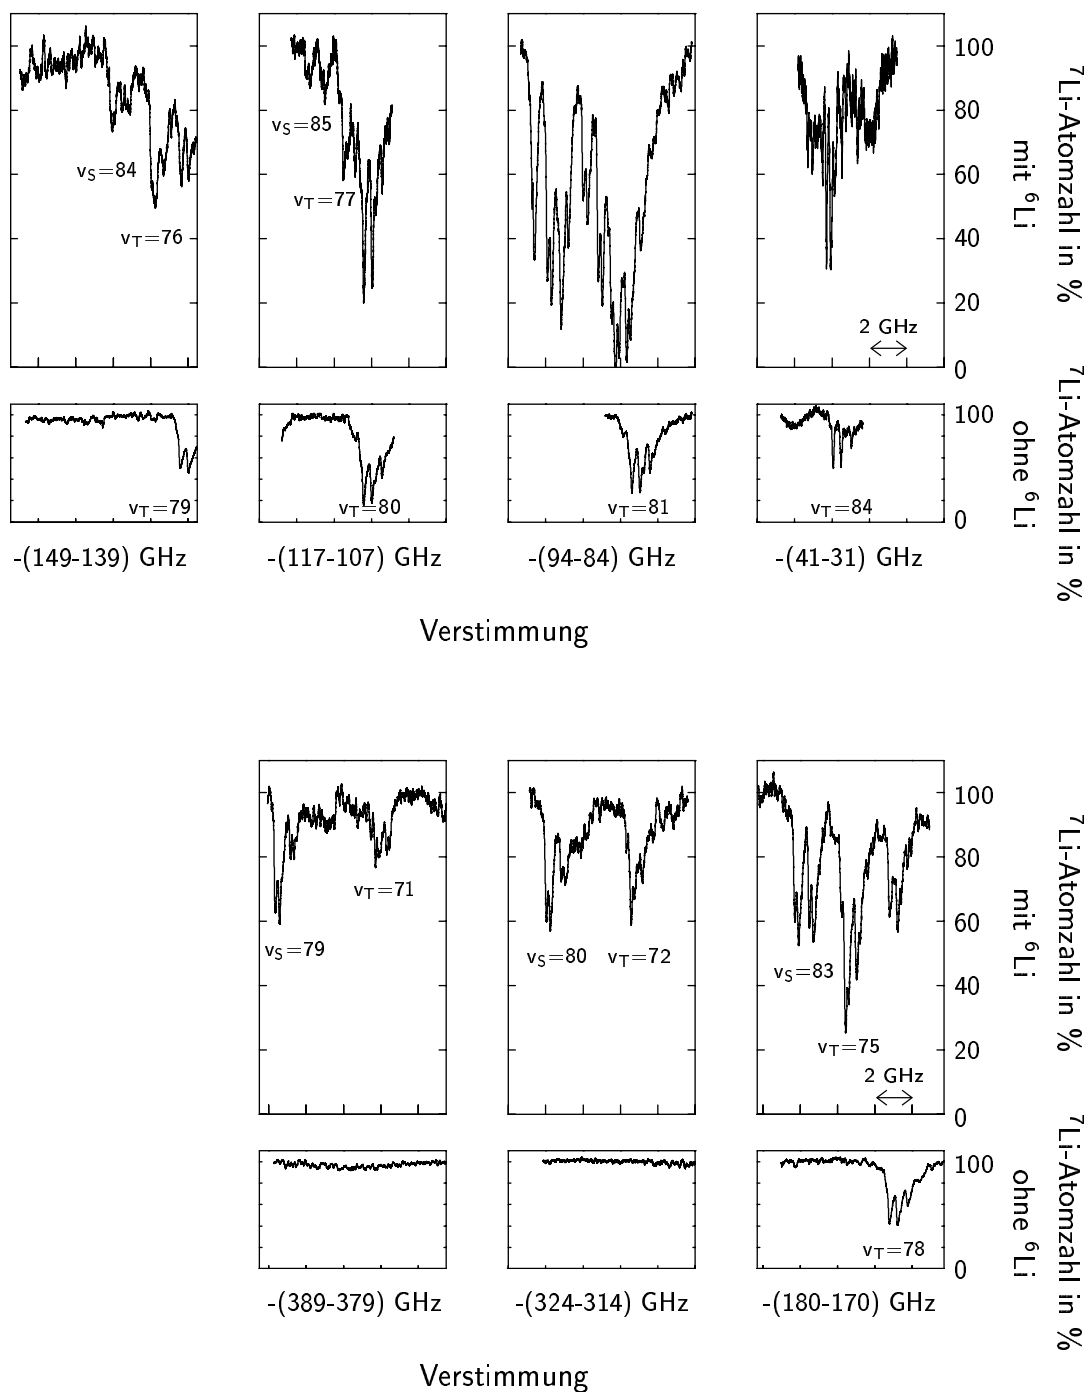 100
80
60
40
20
0
⁷Li-Atomzahl in %
mit ⁶Li
v_S=84
v_T=76
v_S=85
v_T=77
2 GHz
100
0
⁷Li-Atomzahl in %
ohne ⁶Li
v_T=79
v_T=80
v_T=81
v_T=84
-(149-139) GHz
-(117-107) GHz
-(94-84) GHz
-(41-31) GHz
Verstimmung
100
80
60
40
20
0
⁷Li-Atomzahl in %
mit ⁶Li
v_S=79
v_T=71
v_S=80
v_T=72
v_S=83
v_T=75
2 GHz
100
0
⁷Li-Atomzahl in %
ohne ⁶Li
v_T=78
-(389-379) GHz
-(324-314) GHz
-(180-170) GHz
Verstimmung